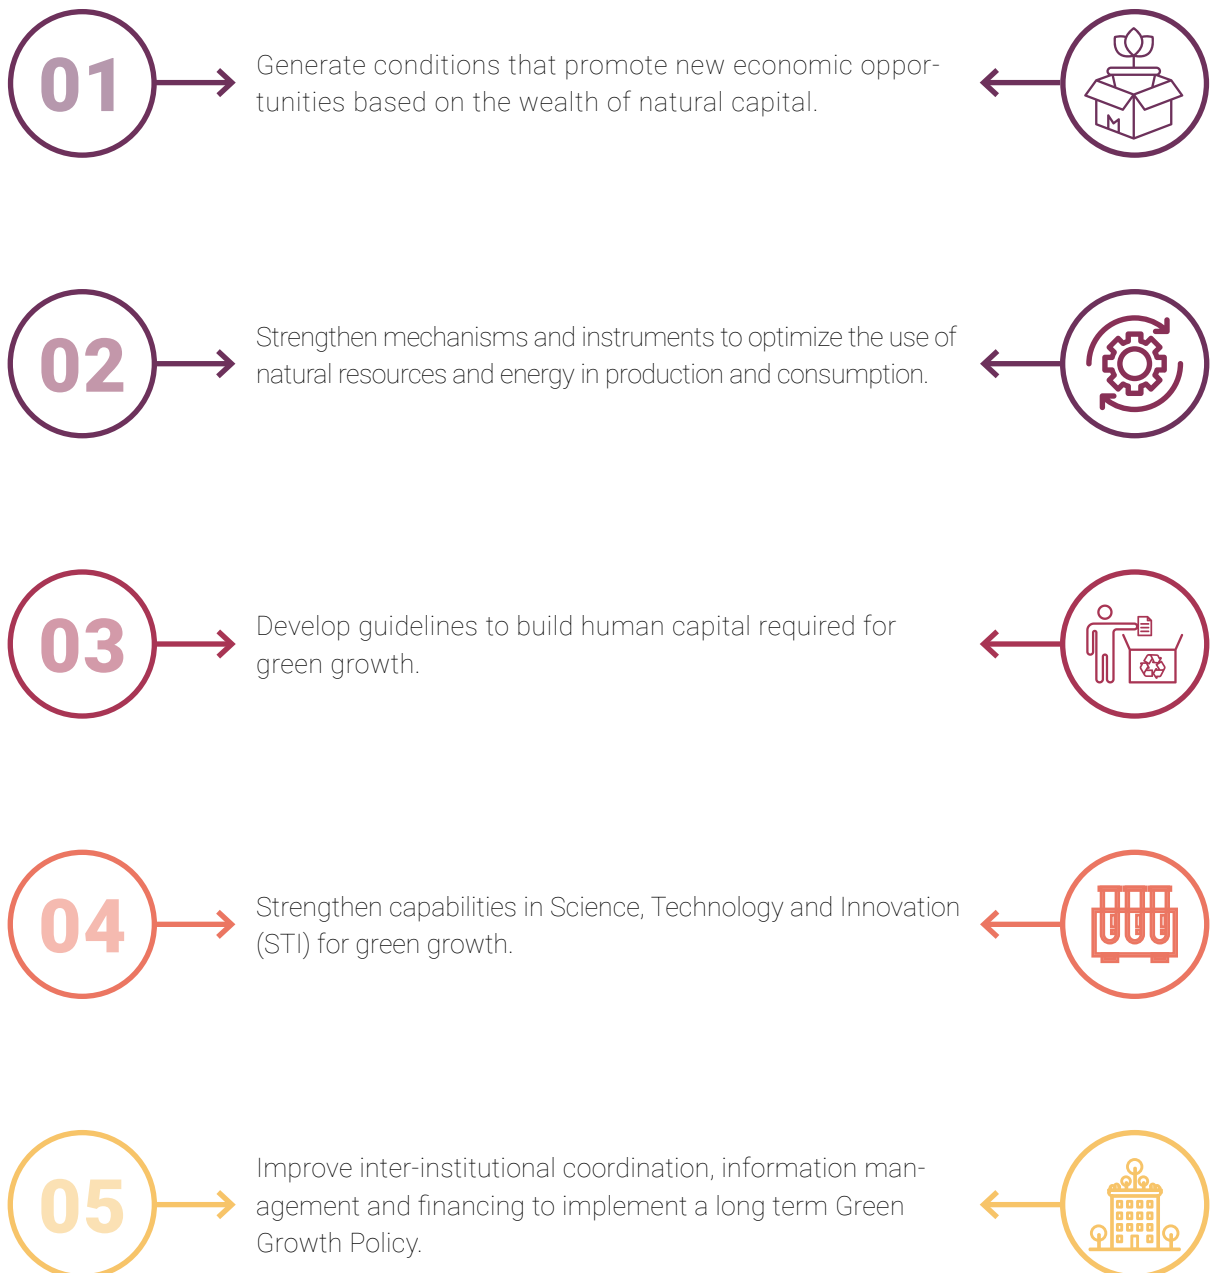 01
Generate conditions that promote new economic oppor-
tunities based on the wealth of natural capital.
02
Strengthen mechanisms and instruments to optimize the use of
natural resources and energy in production and consumption.
03
Develop guidelines to build human capital required for
green growth.
04
Strengthen capabilities in Science, Technology and Innovation
(STI) for green growth.
05
Improve inter-institutional coordination, information man-
agement and financing to implement a long term Green
Growth Policy.